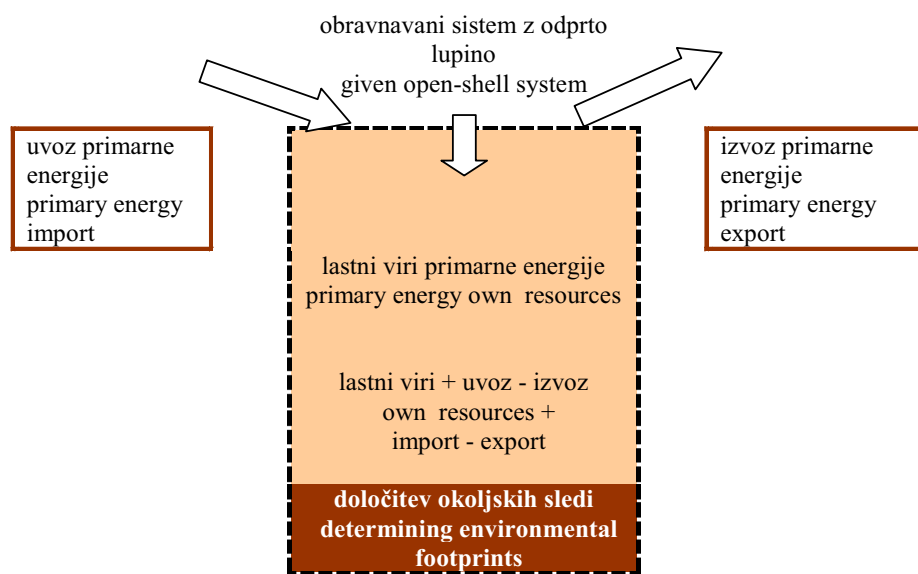 obravnavani sistem z odprto
lupino
given open-shell system
uvoz primarne
energije
primary energy
import
izvoz primarne
energije
primary energy
export
lastni viri primarne energije
primary energy own resources
lastni viri + uvoz - izvoz
own resources +
import - export
določitev okoljskih sledi
determining environmental
footprints